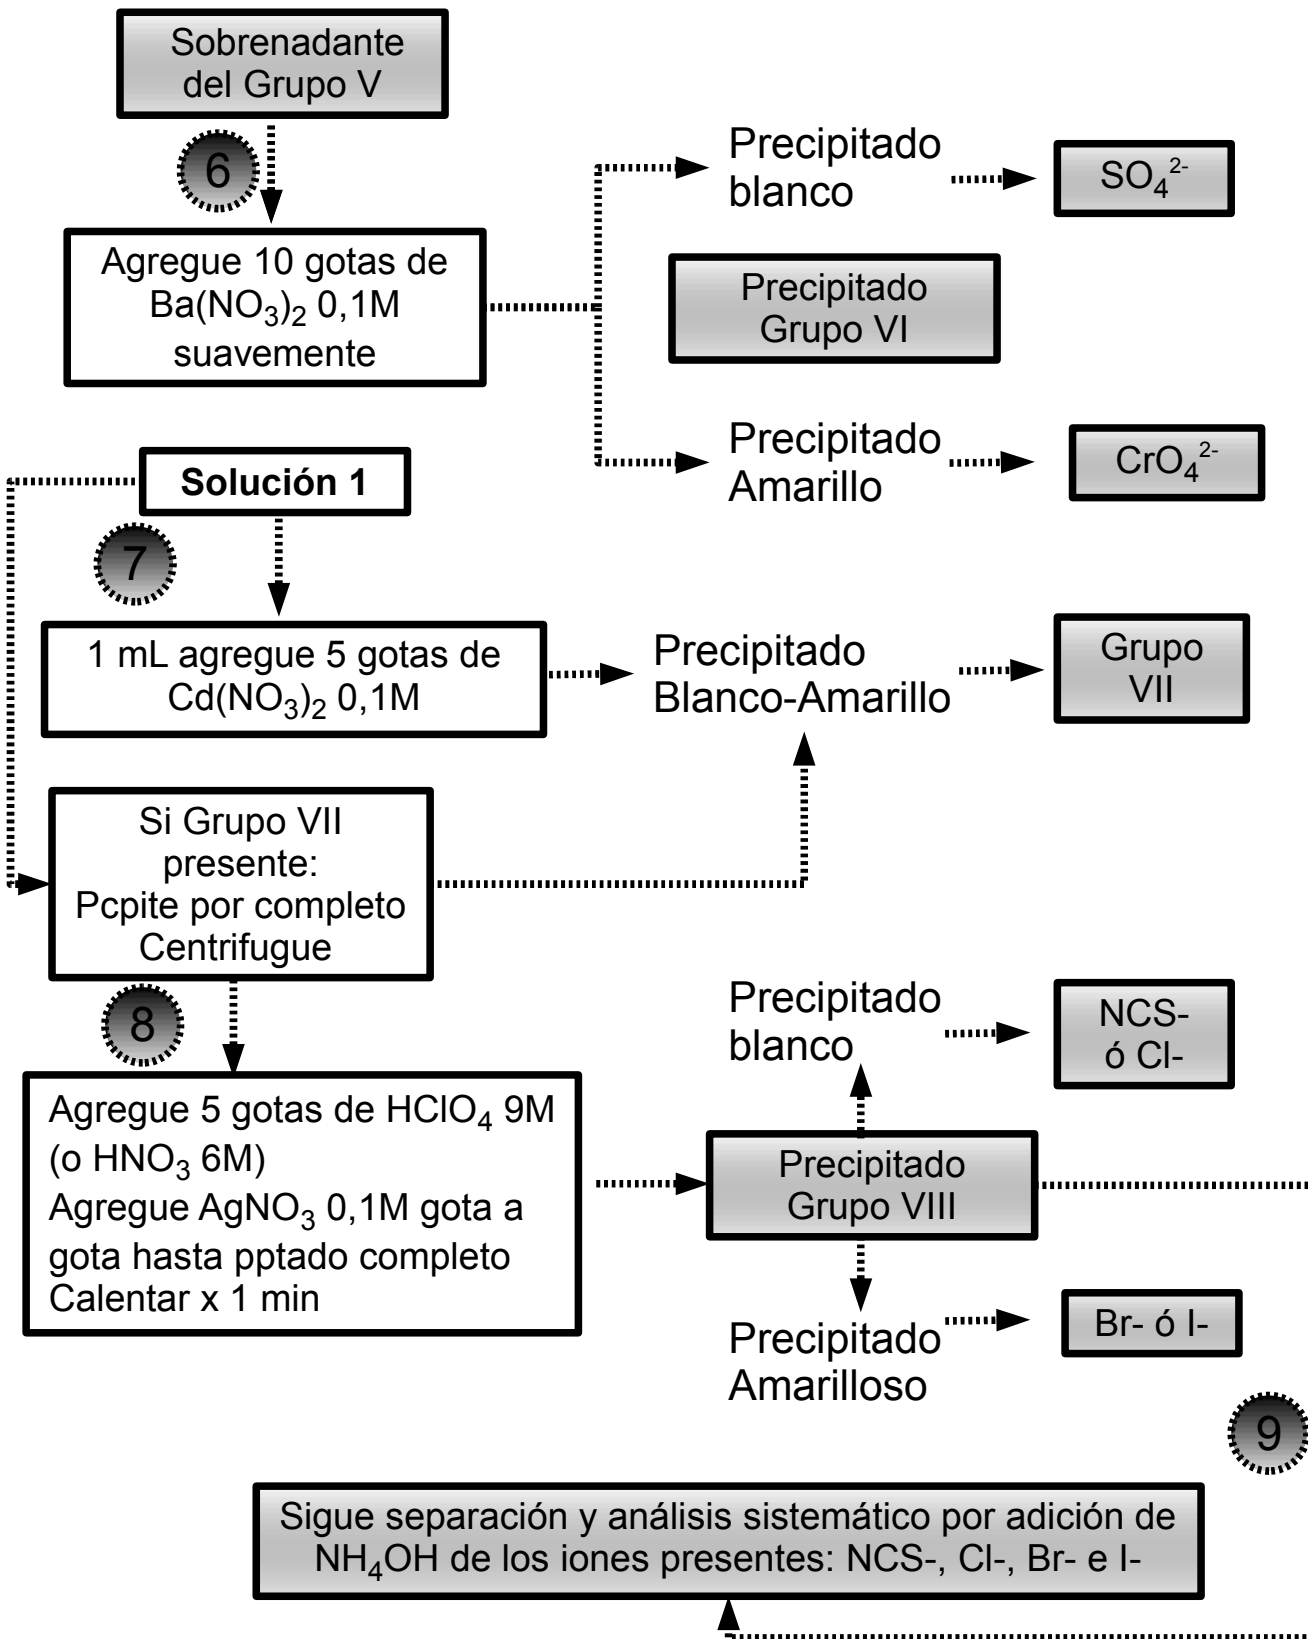 Sobrenadante
del Grupo V
6
Agregue 10 gotas de
Ba(NO₃)₂ 0,1M
suavemente
Precipitado
blanco
SO₄²⁻
Precipitado
Grupo VI
Precipitado
Amarillo
CrO₄²⁻
Solución 1
7
1 mL agregue 5 gotas de
Cd(NO₃)₂ 0,1M
Precipitado
Blanco-Amarillo
Grupo
VII
Si Grupo VII
presente:
Pcpite por completo
Centrifugue
8
Agregue 5 gotas de HClO₄ 9M
(o HNO₃ 6M)
Agregue AgNO₃ 0,1M gota a
gota hasta pptado completo
Calentar x 1 min
Precipitado
blanco
NCS-
ó Cl-
Precipitado
Grupo VIII
Precipitado
Amarilloso
Br- ó I-
9
Sigue separación y análisis sistemático por adición de
NH₄OH de los iones presentes: NCS-, Cl-, Br- e I-